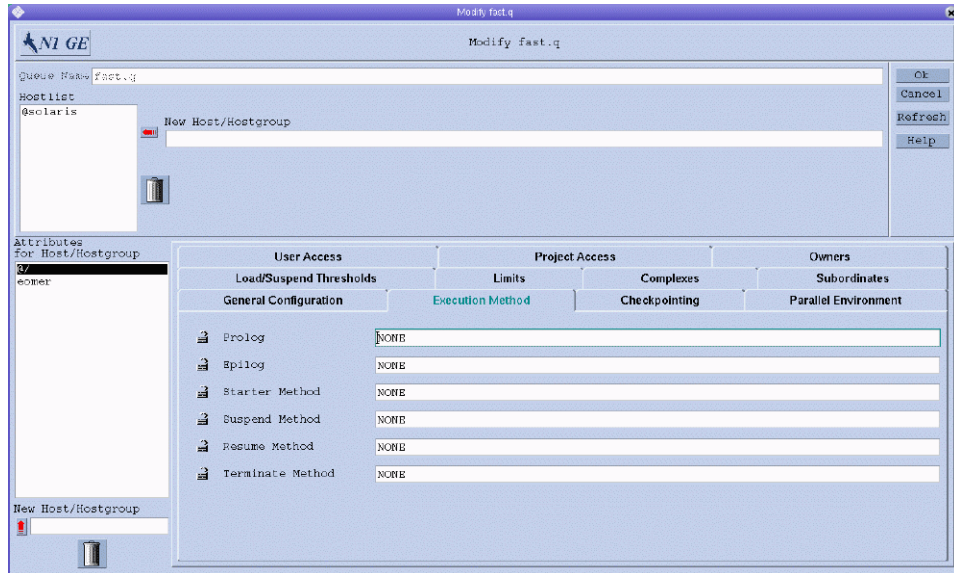 Modify fast.q
N1 GE
Modify fast.q
Queue Name fast.q
Hostlist
@solaris
New Host/Hostgroup
Ok
Cancel
Refresh
Help
Attributes
for Host/Hostgroup
@/
eomer
New Host/Hostgroup
User Access Project Access Owners
Load/Suspend Thresholds Limits Complexes Subordinates
General Configuration Execution Method Checkpointing Parallel Environment
Prolog NONE
Epilog NONE
Starter Method NONE
Suspend Method NONE
Resume Method NONE
Terminate Method NONE